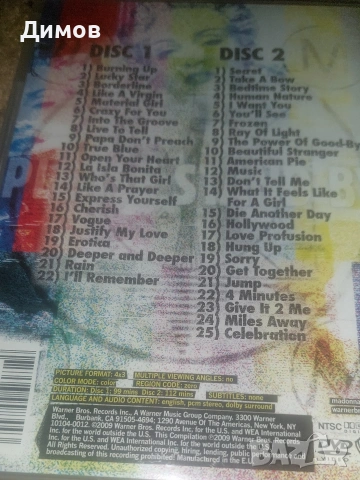 Димов
DISC 1
1) Burning Up
2) Lucky Star
3) Borderline
4) Like A Virgin
5) Material Girl
6) Crazy For You
7) Into The Groove
8) Live To Tell
9) Papa Don't Preach
10) True Blue
11) Open Your Heart
12) La Isla Bonita
13) Who's That Girl
14) Like A Prayer
15) Express Yourself
16) Cherish
17) Vogue
18) Justify My Love
19) Erotica
20) Deeper and Deeper
21) Rain
22) I'll Remember
DISC 2
1) Secret
2) Take A Bow
3) Bedtime Story
4) Human Nature
5) I Want You
6) You'll See
7) Frozen
8) Ray Of Light
9) The Power Of Good-By
10) Beautiful Stranger
11) American Pie
12) Music
13) Don't Tell Me
14) What It Feels Like
For A Girl
15) Die Another Day
16) Hollywood
17) Love Profusion
18) Hung Up
19) Sorry
20) Get Together
21) Jump
22) 4 Minutes
23) Give It 2 Me
24) Miles Away
25) Celebration
PICTURE FORMAT: 4x3 MULTIPLE VIEWING ANGLES: no
COLOR MODE: color REGION CODE: zero
DURATION: Disc 1: 99 mins Disc 2: 112 mins SUBTITLES: none
LANGUAGE AND AUDIO CONTENT: english, pcm stereo, dolby surround
Warner Bros. Records Inc., A Warner Music Group Company. 3300 Warner
Blvd., Burbank, CA 91505-4694; 1290 Avenue Of The Americas, New York, NY
10104-0012. ©2009 Warner Bros. Records Inc. for the U.S. and WEA International
Inc. for the world outside of the U.S. This Compilation ©2009 Warner Bros. Records
Inc. for the U.S. and WEA International Inc. for the world outside of the U.S.
All Rights Reserved. Unauthorized copying, hiring, lending, public performance and
broadcasting of this recording prohibited. Manufactured in the E.U.
madonna
warnerb
NTSC